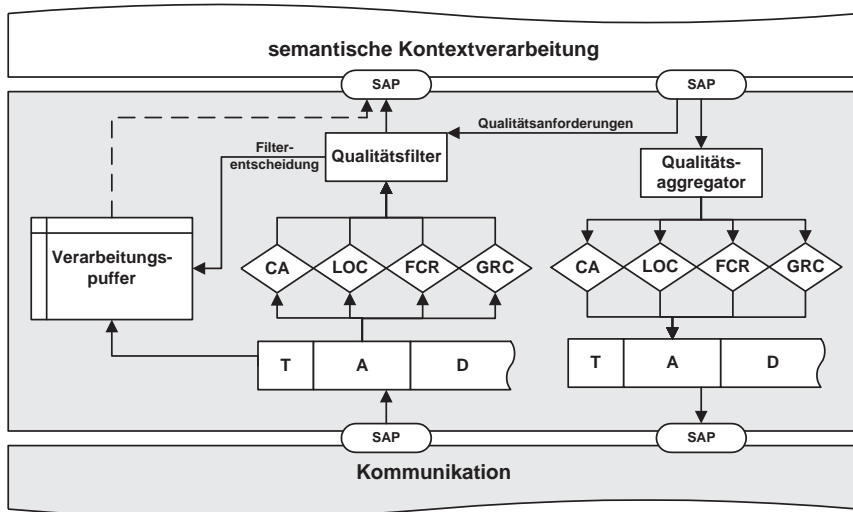 semantische Kontextverarbeitung
SAP
SAP
Qualitätsanforderungen
Filter-
entscheidung
Qualitätsfilter
Qualitäts-
aggregator
Verarbeitungs-
puffer
CA
LOC
FCR
GRC
CA
LOC
FCR
GRC
T
A
D
T
A
D
SAP
SAP
Kommunikation